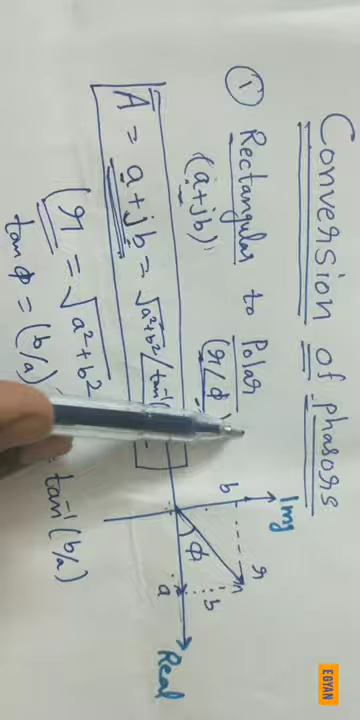 Conversion of phasors
① Rectangular to Polar
(a+jb) (r∠ϕ)
A = a+jb = √a²+b² ∠tan⁻¹
r = √a²+b²
tan ϕ = (b/a)
= tan⁻¹(b/a)
Img
b
r
ϕ
b
a
Real
EGYAN